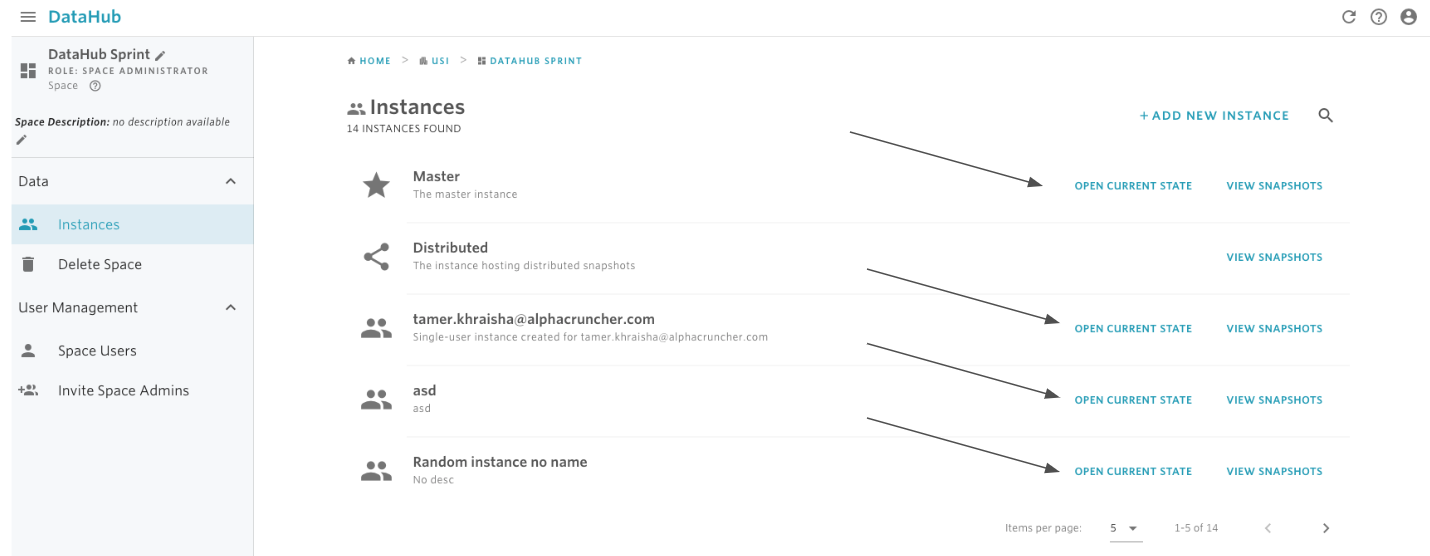 DataHub
DataHub Sprint
ROLE: SPACE ADMINISTRATOR
Space
Space Description: no description available
Data
Instances
Delete Space
User Management
Space Users
Invite Space Admins
HOME > USI > DATAHUB SPRINT
Instances
14 INSTANCES FOUND
+ ADD NEW INSTANCE
Master
The master instance
OPEN CURRENT STATE VIEW SNAPSHOTS
Distributed
The instance hosting distributed snapshots
VIEW SNAPSHOTS
tamer.khraisha@alphacruncher.com
Single-user instance created for tamer.khraisha@alphacruncher.com
OPEN CURRENT STATE VIEW SNAPSHOTS
asd
asd
OPEN CURRENT STATE VIEW SNAPSHOTS
Random instance no name
No desc
OPEN CURRENT STATE VIEW SNAPSHOTS
Items per page: 5 1-5 of 14